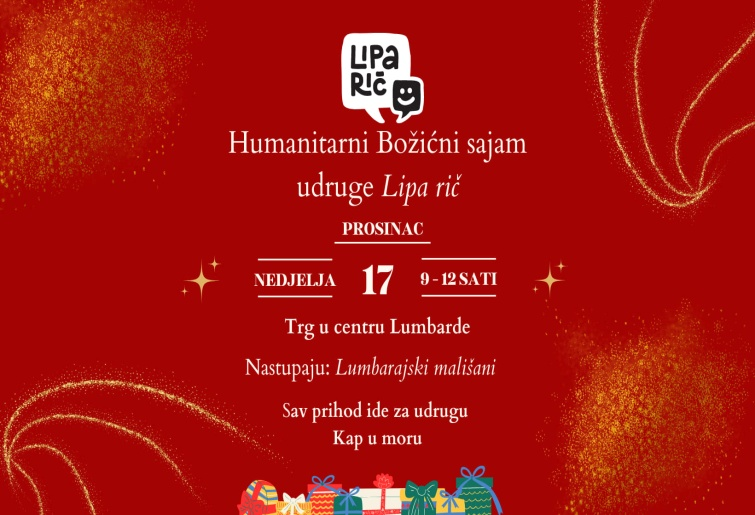 LIPA
RIČ
Humanitarni Božićni sajam
udruge Lipa rič
PROSINAC
NEDJELJA 17 9 - 12 SATI
Trg u centru Lumbarde
Nastupaju: Lumbarajski mališani
Sav prihod ide za udrugu
Kap u moru